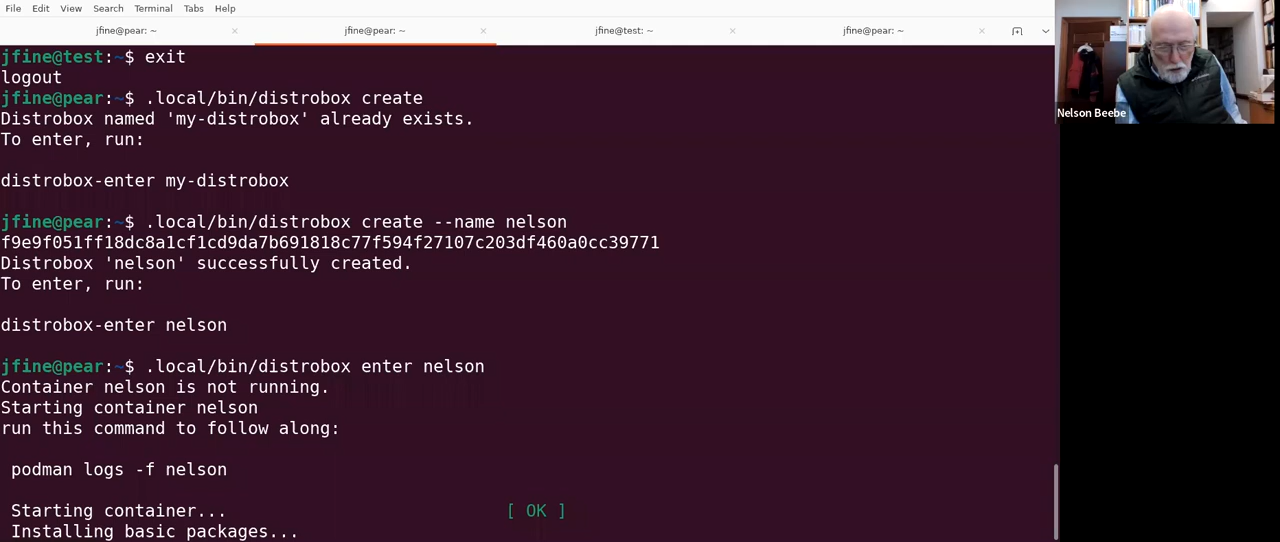 File Edit View Search Terminal Tabs Help
jfine@pear: ~ × jfine@pear: ~ × jfine@test: ~ × jfine@pear: ~ ×
jfine@test:~$ exit
logout
jfine@pear:~$ .local/bin/distrobox create
Distrobox named 'my-distrobox' already exists.
To enter, run:
distrobox-enter my-distrobox
jfine@pear:~$ .local/bin/distrobox create --name nelson
f9e9f051ff18dc8a1cf1cd9da7b691818c77f594f27107c203df460a0cc39771
Distrobox 'nelson' successfully created.
To enter, run:
distrobox-enter nelson
jfine@pear:~$ .local/bin/distrobox enter nelson
Container nelson is not running.
Starting container nelson
run this command to follow along:
podman logs -f nelson
Starting container... [ OK ]
Installing basic packages...
Nelson Beebe